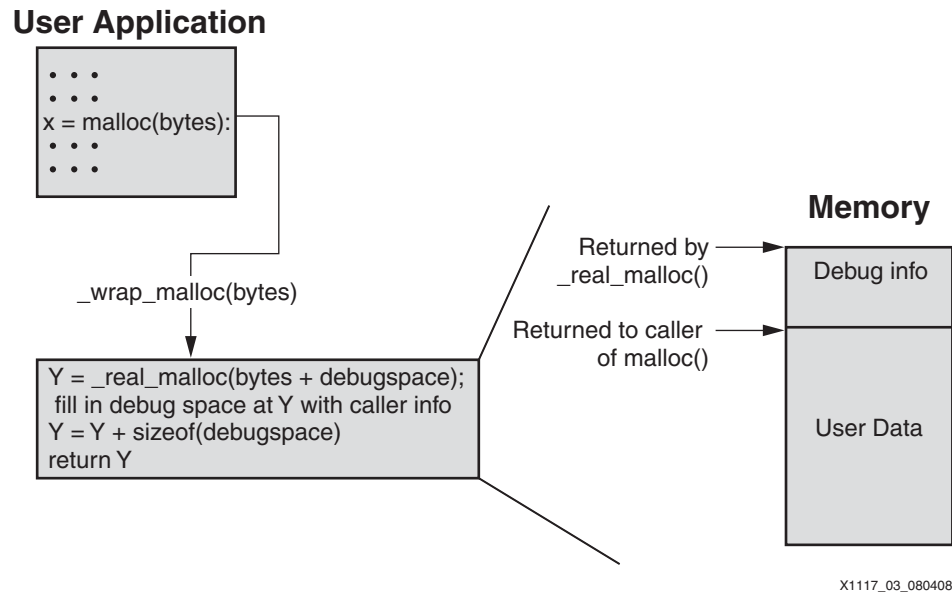 User Application
• • •
• • •
x = malloc(bytes):
• • •
• • •
_wrap_malloc(bytes)
Y = _real_malloc(bytes + debugspace);
fill in debug space at Y with caller info
Y = Y + sizeof(debugspace)
return Y
Memory
Returned by
_real_malloc()
Debug info
Returned to caller
of malloc()
User Data
X1117_03_080408